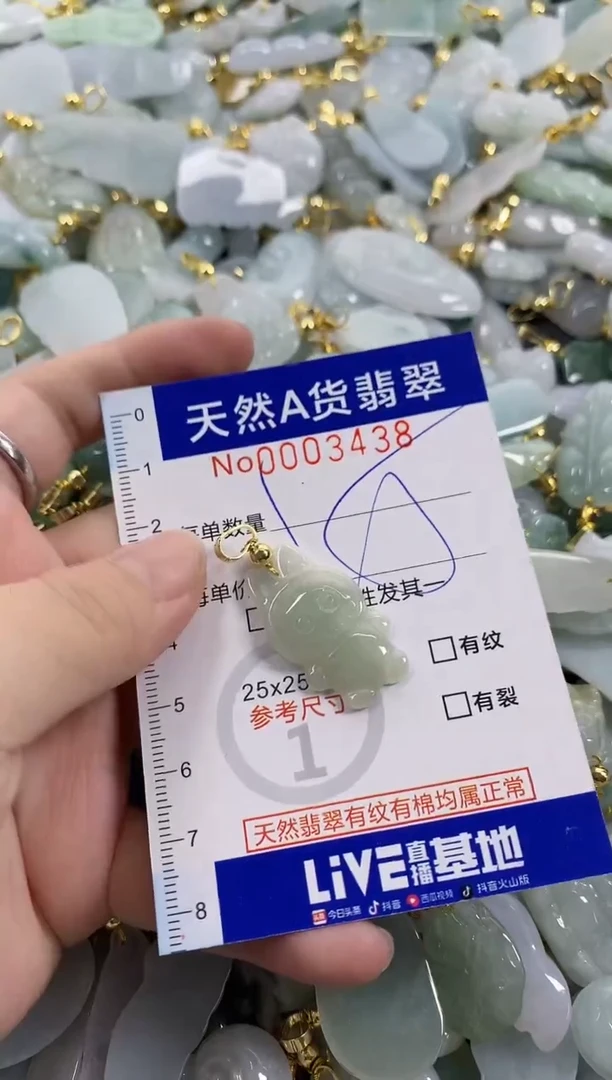 0
天然A货翡翠
1
No0003438
18
2
每单数量
每单价
性发其一
4
有纹
25x25
5
有裂
参考尺寸
1
6
天然翡翠有纹有棉均属正常
7
LiVE直播基地
8
今日头条 抖音 西瓜视频 抖音火山版